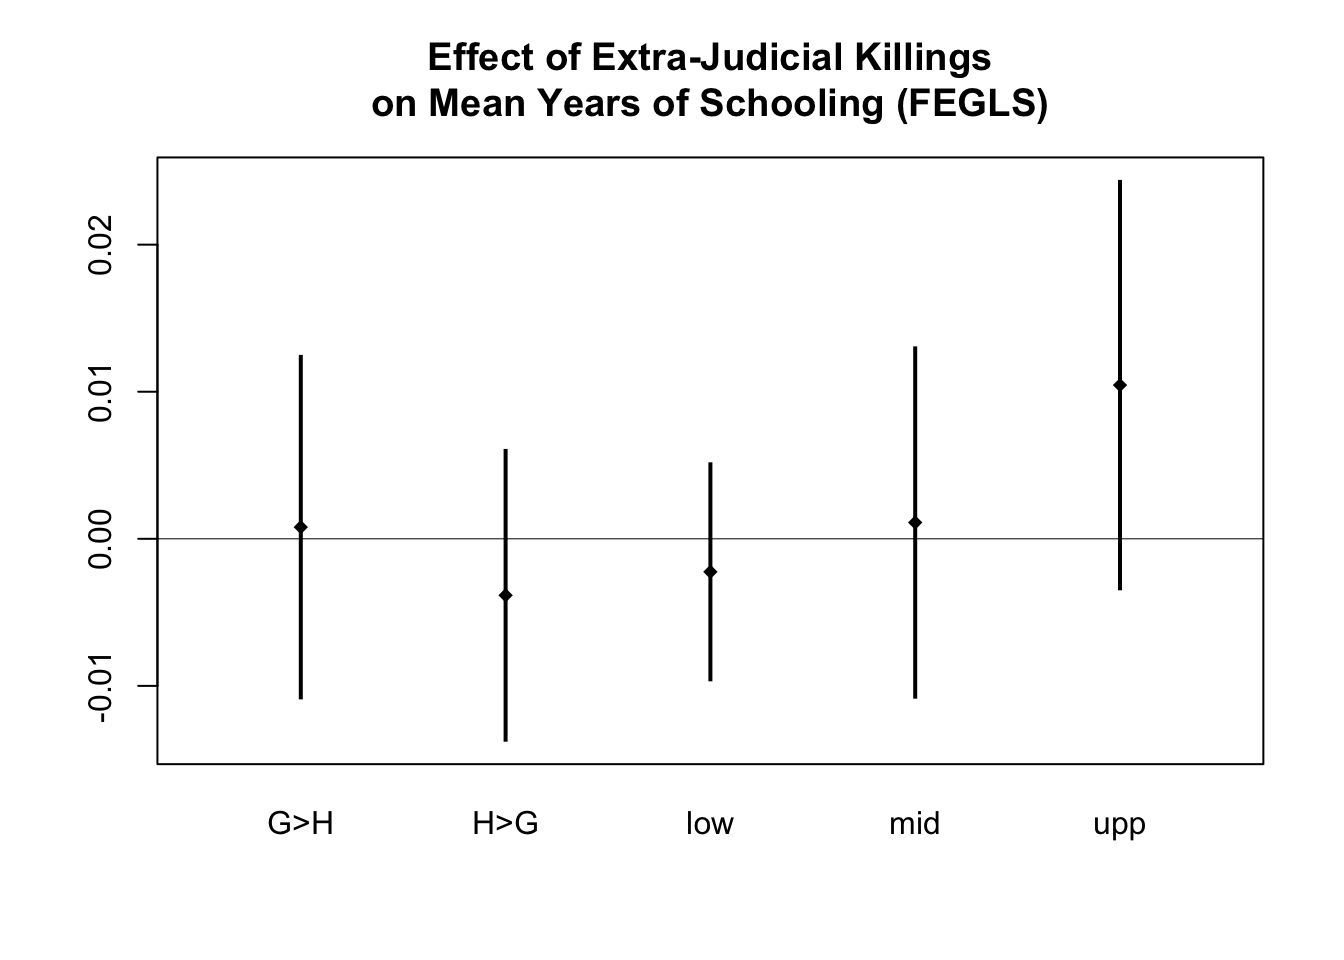 Effect of Extra-Judicial Killings
on Mean Years of Schooling (FEGLS)
0.02
0.01
0.00
-0.01
G>H H>G low mid upp